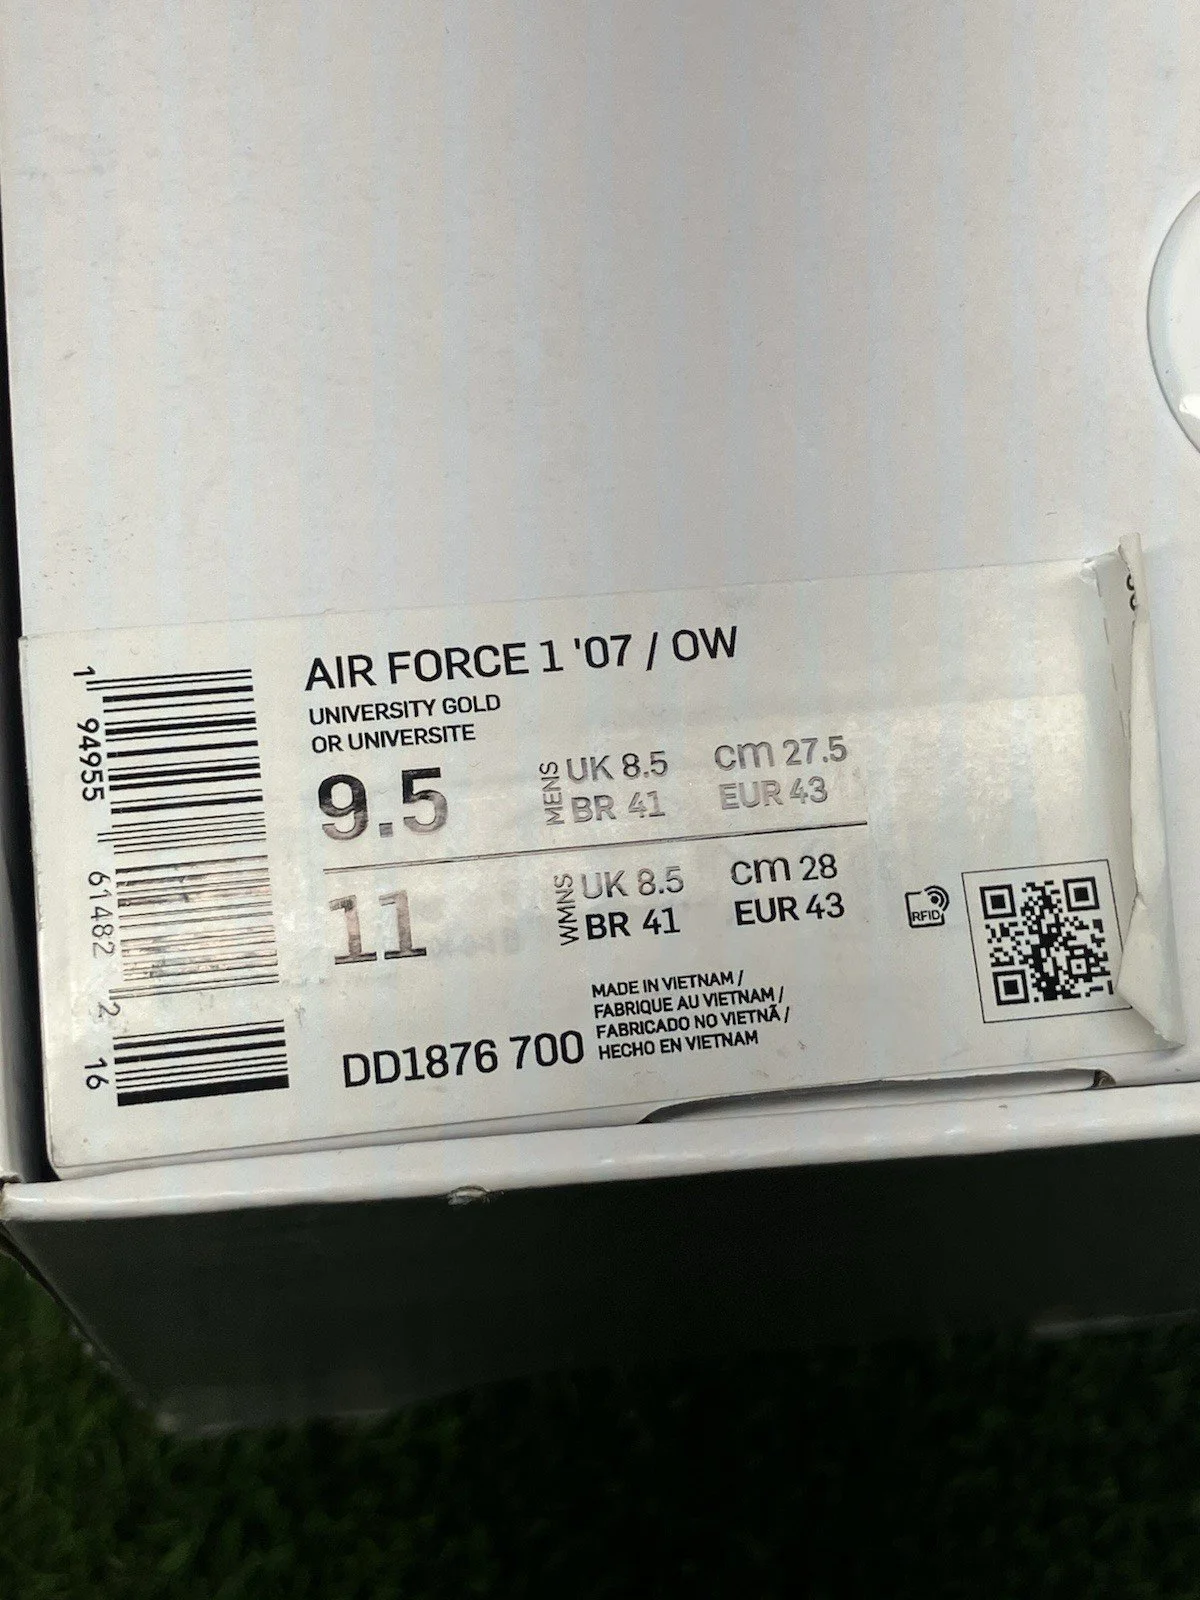 AIR FORCE 1 '07 / OW
UNIVERSITY GOLD
OR UNIVERSITE
9.5
MENS
UK 8.5
cm 27.5
BR 41
EUR 43
11
WMNS
UK 8.5
cm 28
BR 41
EUR 43
RFID
MADE IN VIETNAM /
FABRIQUE AU VIETNAM /
FABRICADO NO VIETNÃ /
HECHO EN VIETNAM
DD1876 700
1 94955 61482 2 16